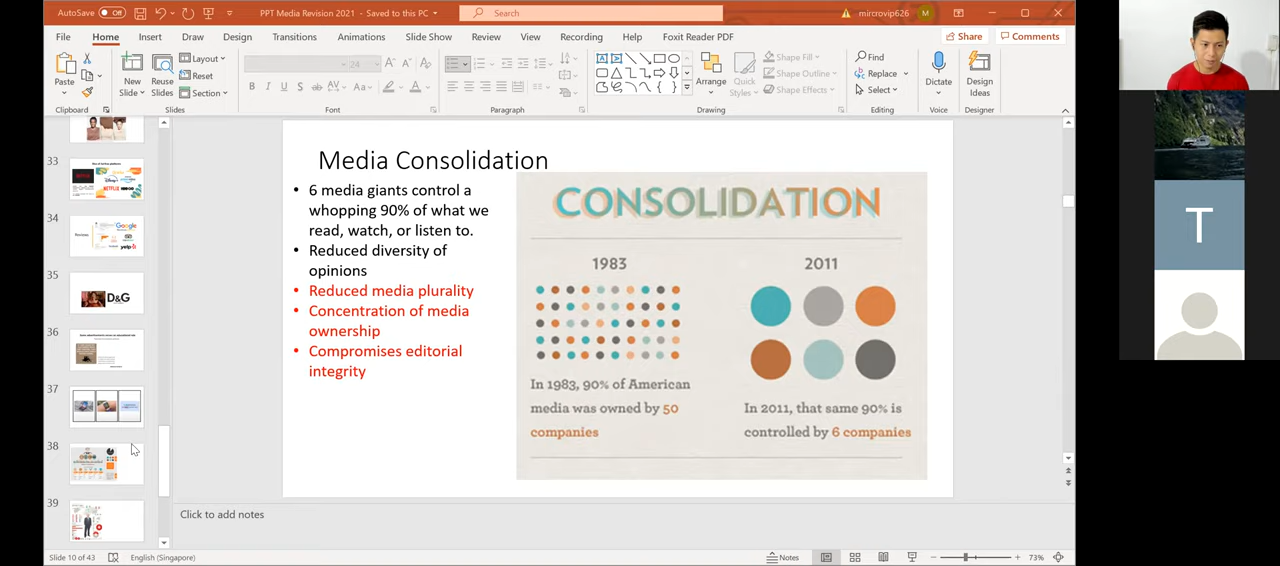 AutoSave Off PPT Media Revision 2021 - Saved to this PC Search mircrovip626 M
File Home Insert Draw Design Transitions Animations Slide Show Review View Recording Help Foxit Reader PDF Share Comments
Paste New Slide Reuse Slides Layout Reset Section 24 Arrange Quick Styles Shape Fill Shape Outline Shape Effects Find Replace Select Dictate Design Ideas
Clipboard Slides Font Paragraph Drawing Editing Voice Designer
33
NETFLIX
Disney+
34
Reviews
Google
yelp
35
D&G
36
37
38
39
Media Consolidation
• 6 media giants control a
whopping 90% of what we
read, watch, or listen to.
• Reduced diversity of
opinions
• Reduced media plurality
• Concentration of media
ownership
• Compromises editorial
integrity
CONSOLIDATION
1983
2011
In 1983, 90% of American
media was owned by 50
companies
In 2011, that same 90% is
controlled by 6 companies
T
Click to add notes
Slide 10 of 43 English (Singapore) Notes 73%